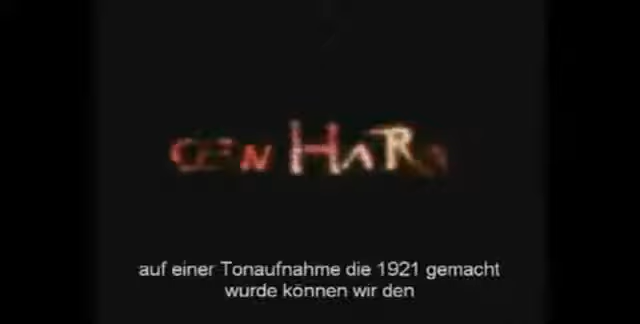 auf einer Tonaufnahme die 1921 gemacht
wurde können wir den